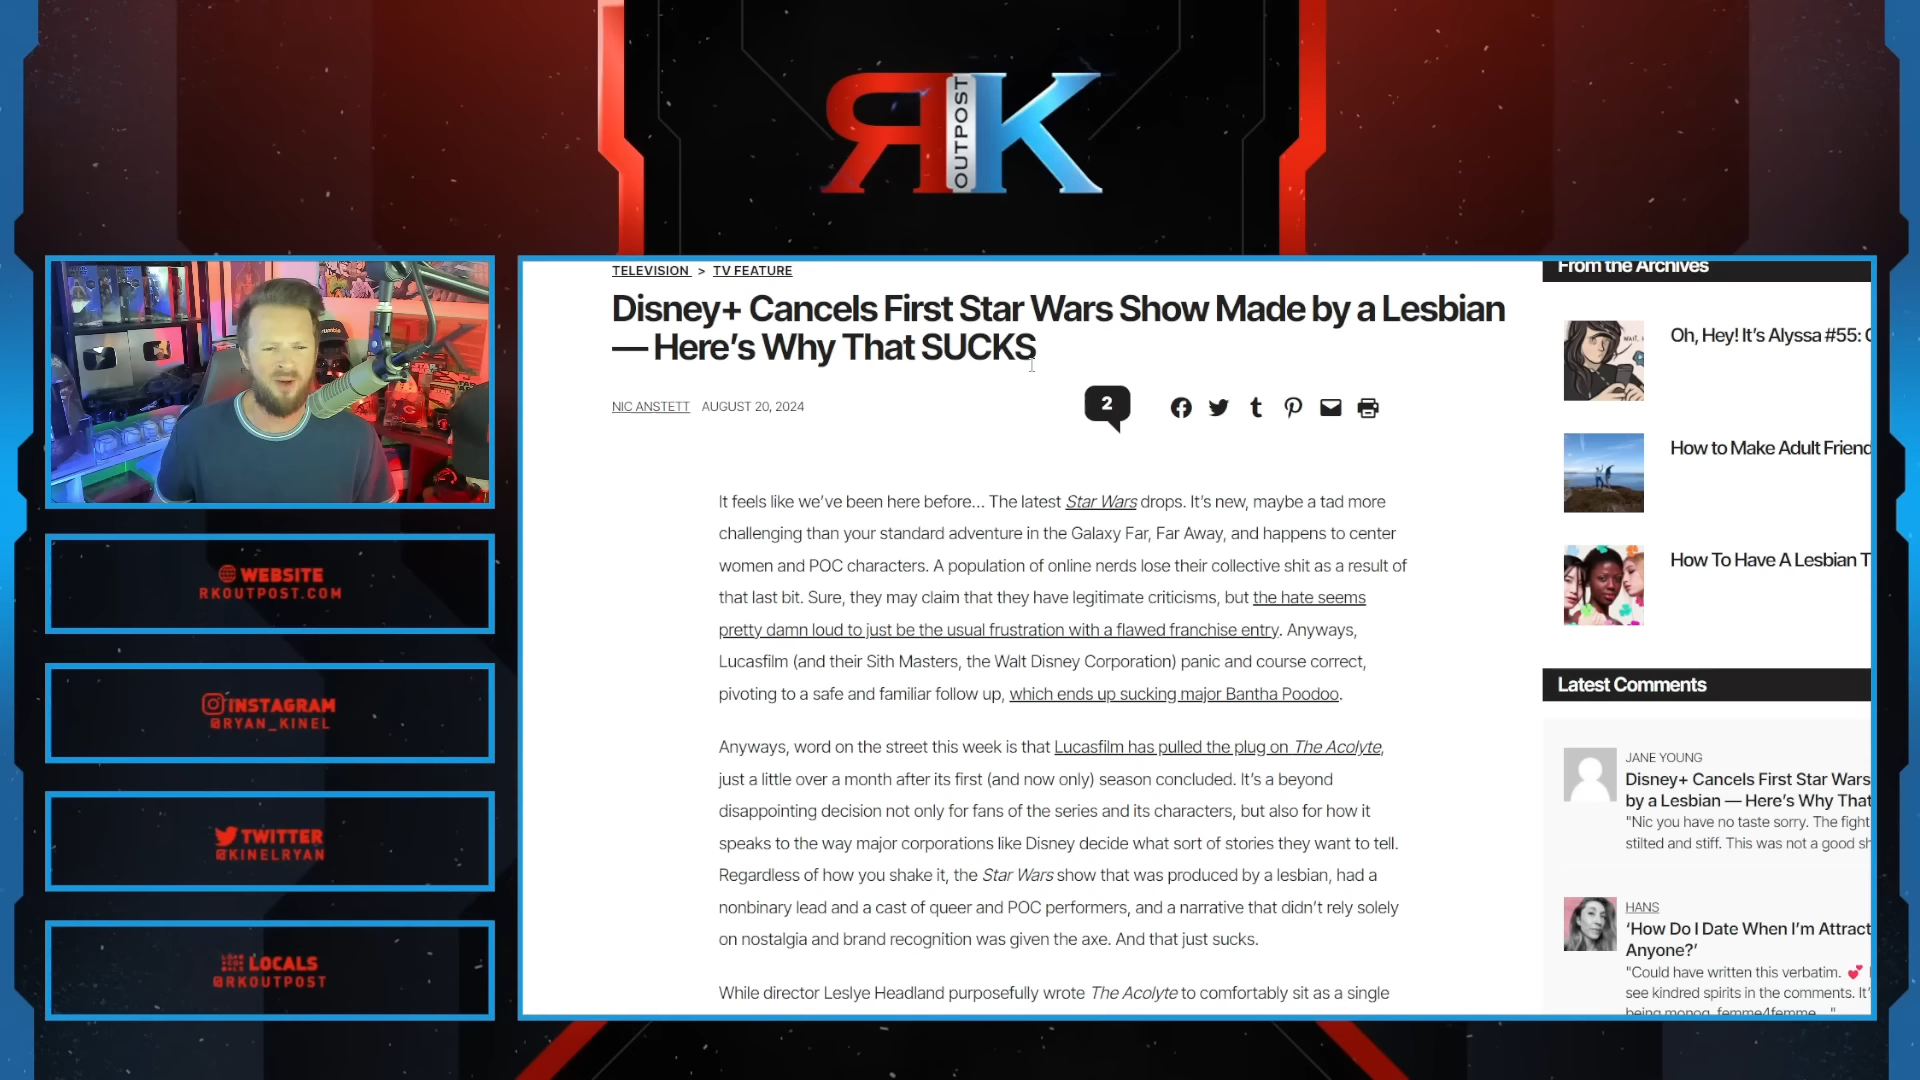 RK
OUTPOST
TELEVISION > TV FEATURE
Disney+ Cancels First Star Wars Show Made by a Lesbian
— Here's Why That SUCKS
NIC ANSTETT AUGUST 20, 2024
2
It feels like we've been here before... The latest Star Wars drops. It's new, maybe a tad more
challenging than your standard adventure in the Galaxy Far, Far Away, and happens to center
women and POC characters. A population of online nerds lose their collective shit as a result of
that last bit. Sure, they may claim that they have legitimate criticisms, but the hate seems
pretty damn loud to just be the usual frustration with a flawed franchise entry. Anyways,
Lucasfilm (and their Sith Masters, the Walt Disney Corporation) panic and course correct,
pivoting to a safe and familiar follow up, which ends up sucking major Bantha Poodoo.
Anyways, word on the street this week is that Lucasfilm has pulled the plug on The Acolyte,
just a little over a month after its first (and now only) season concluded. It's a beyond
disappointing decision not only for fans of the series and its characters, but also for how it
speaks to the way major corporations like Disney decide what sort of stories they want to tell.
Regardless of how you shake it, the Star Wars show that was produced by a lesbian, had a
nonbinary lead and a cast of queer and POC performers, and a narrative that didn't rely solely
on nostalgia and brand recognition was given the axe. And that just sucks.
While director Leslye Headland purposefully wrote The Acolyte to comfortably sit as a single
From the Archives
Oh, Hey! It's Alyssa #55:
How to Make Adult Friend
How To Have A Lesbian T
Latest Comments
JANE YOUNG
Disney+ Cancels First Star Wars
by a Lesbian — Here's Why That
"Nic you have no taste sorry. The fight
stilted and stiff. This was not a good sh
HANS
'How Do I Date When I'm Attract
Anyone?'
"Could have written this verbatim. 💕
see kindred spirits in the comments. It'
being monog, femme4femme..."
WEBSITE
RKOUTPOST.COM
INSTAGRAM
@RYAN_KINEL
TWITTER
@KINELRYAN
LOCALS
@RKOUTPOST